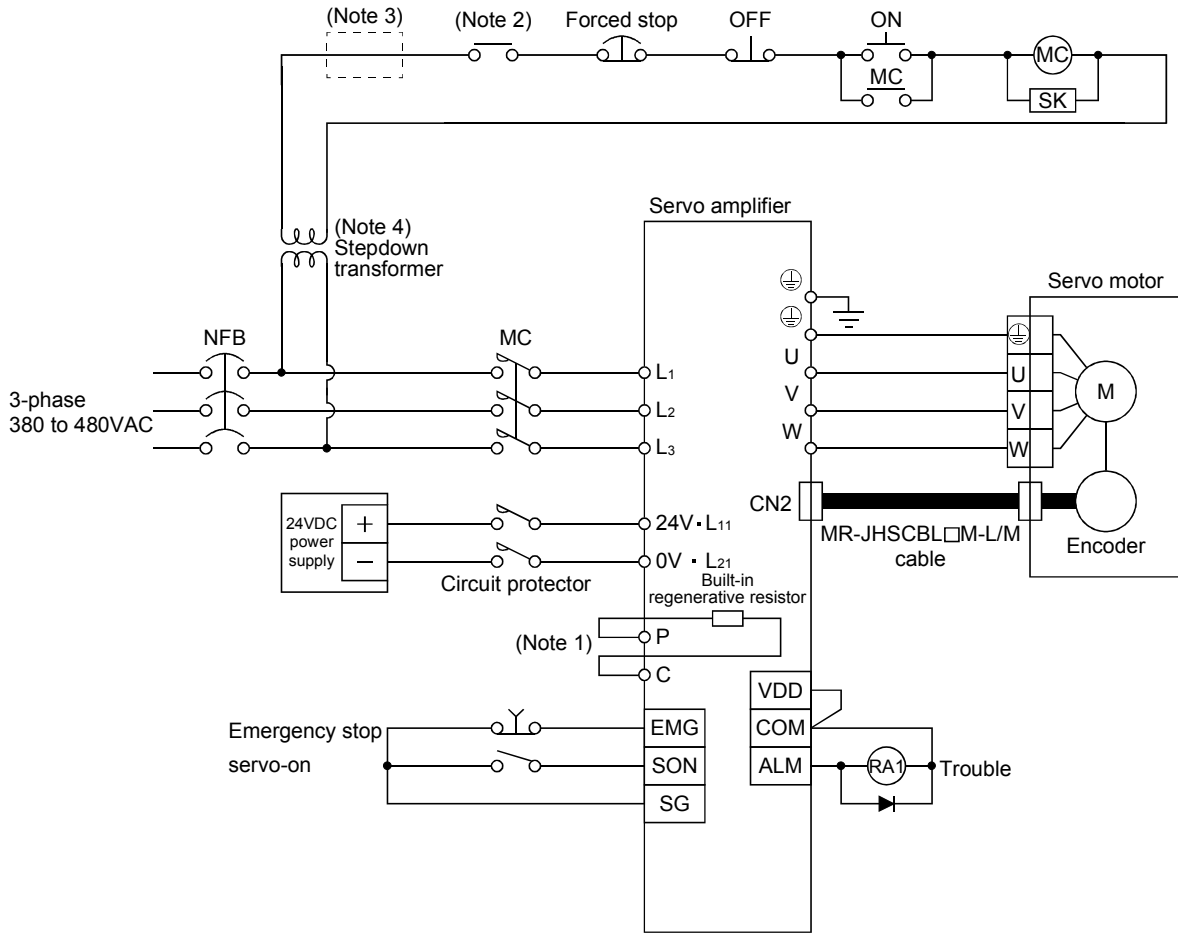 (Note 3)
(Note 2)
Forced stop
OFF
ON
MC
MC
SK
(Note 4)
Stepdown
transformer
Servo amplifier
Servo motor
NFB
MC
3-phase
380 to 480VAC
L1
L2
L3
U
V
W
U
V
W
M
24VDC
power
supply
+
−
Circuit protector
24V · L11
0V · L21
CN2
MR-JHSCBL□M-L/M
cable
Encoder
Built-in
regenerative resistor
(Note 1)
P
C
VDD
COM
ALM
RA1
Trouble
Emergency stop
servo-on
EMG
SON
SG